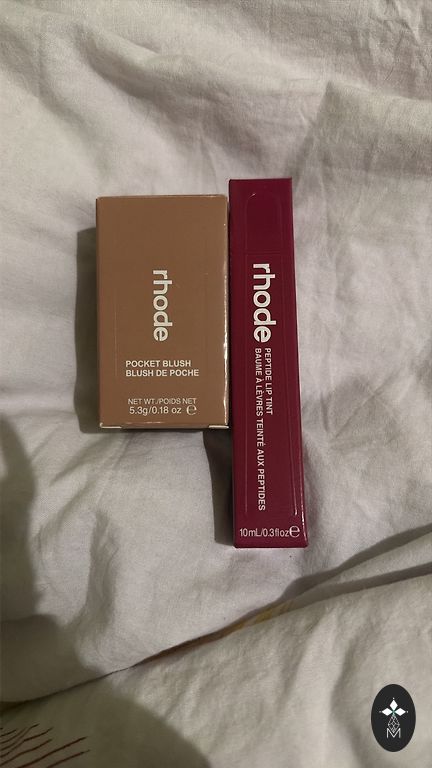 rhode
POCKET BLUSH
BLUSH DE POCHE
NET WT./POIDS NET
5.3g/0.18 oz ℮
rhode
PEPTIDE LIP TINT
BAUME À LÈVRES TEINTÉ AUX PEPTIDES
10mL/0.3floz℮